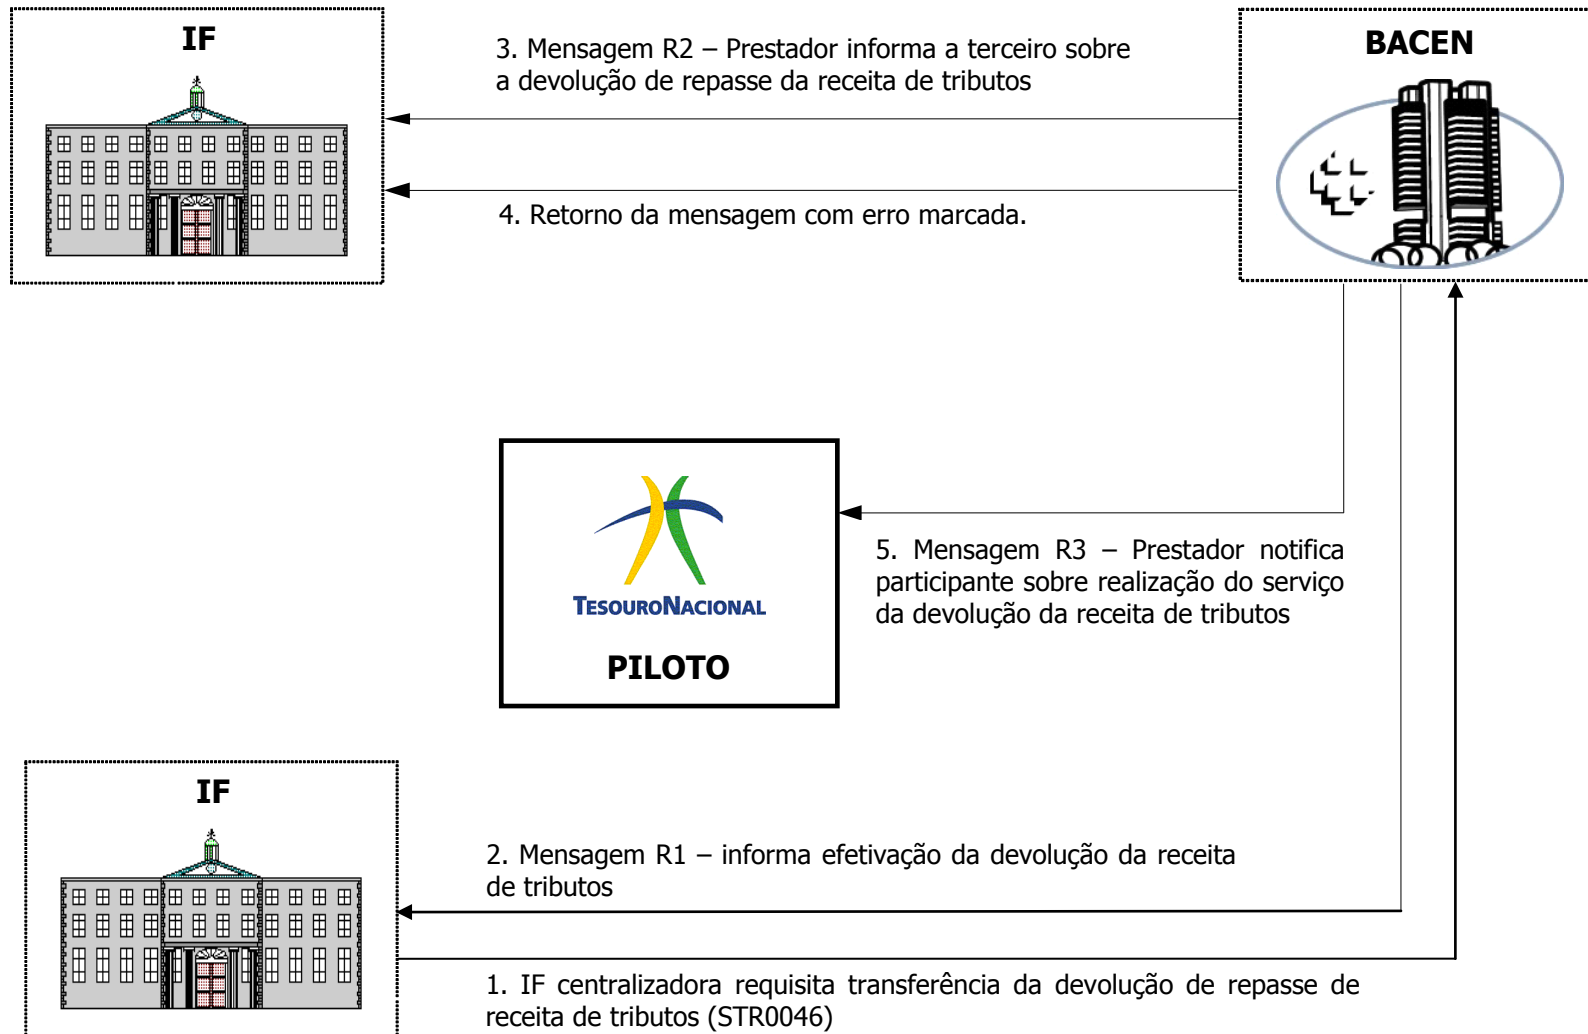 IF
3. Mensagem R2 – Prestador informa a terceiro sobre
a devolução de repasse da receita de tributos
BACEN
4. Retorno da mensagem com erro marcada.
TESOURONACIONAL
PILOTO
5. Mensagem R3 – Prestador notifica
participante sobre realização do serviço
da devolução da receita de tributos
IF
2. Mensagem R1 – informa efetivação da devolução da receita
de tributos
1. IF centralizadora requisita transferência da devolução de repasse de
receita de tributos (STR0046)